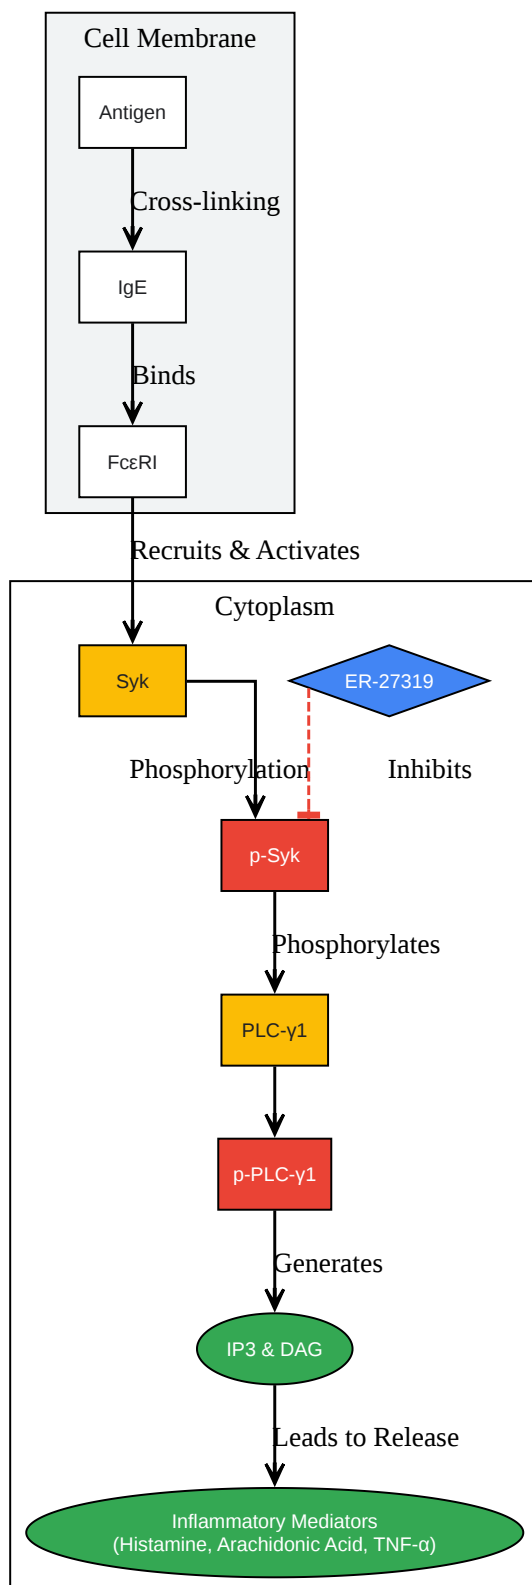 Cell Membrane
Antigen
Cross-linking
IgE
Binds
FcεRI
Recruits & Activates
Cytoplasm
Syk
ER-27319
Phosphorylation
Inhibits
p-Syk
Phosphorylates
PLC-γ1
p-PLC-γ1
Generates
IP3 & DAG
Leads to Release
Inflammatory Mediators
(Histamine, Arachidonic Acid, TNF-α)